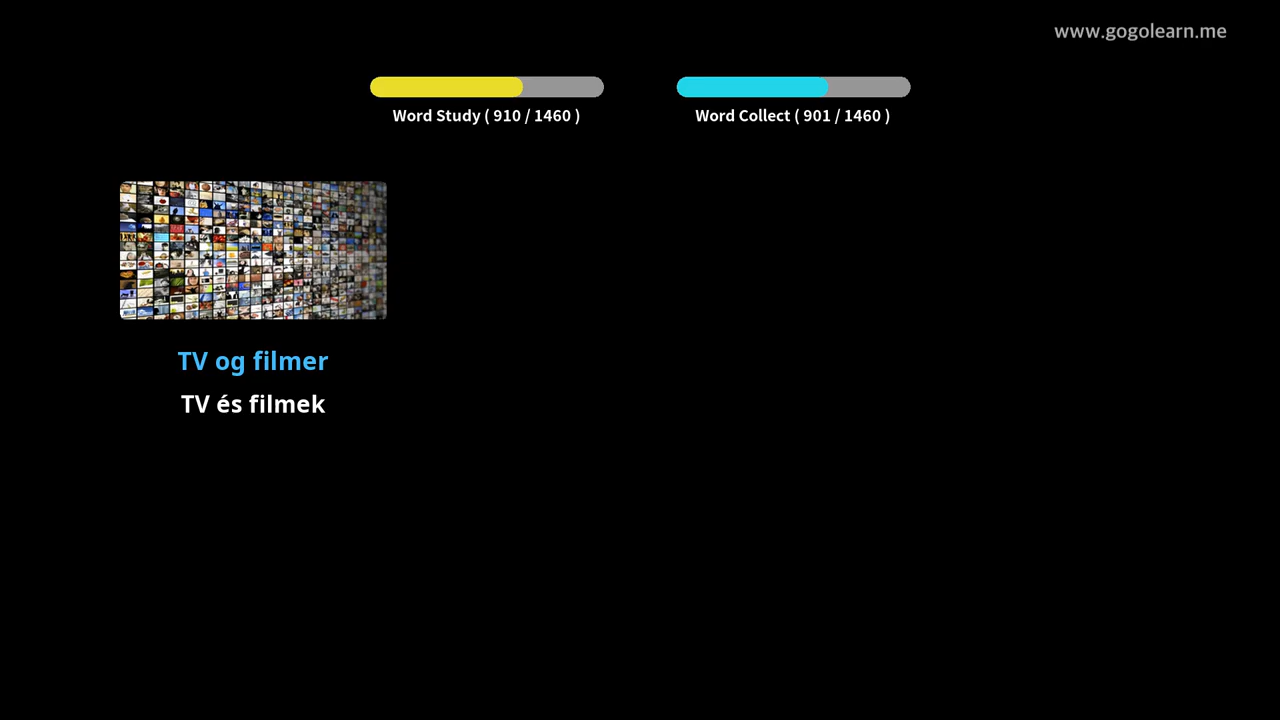 www.gogolearn.me
Word Study ( 910 / 1460 )
Word Collect ( 901 / 1460 )
TV og filmer
TV és filmek